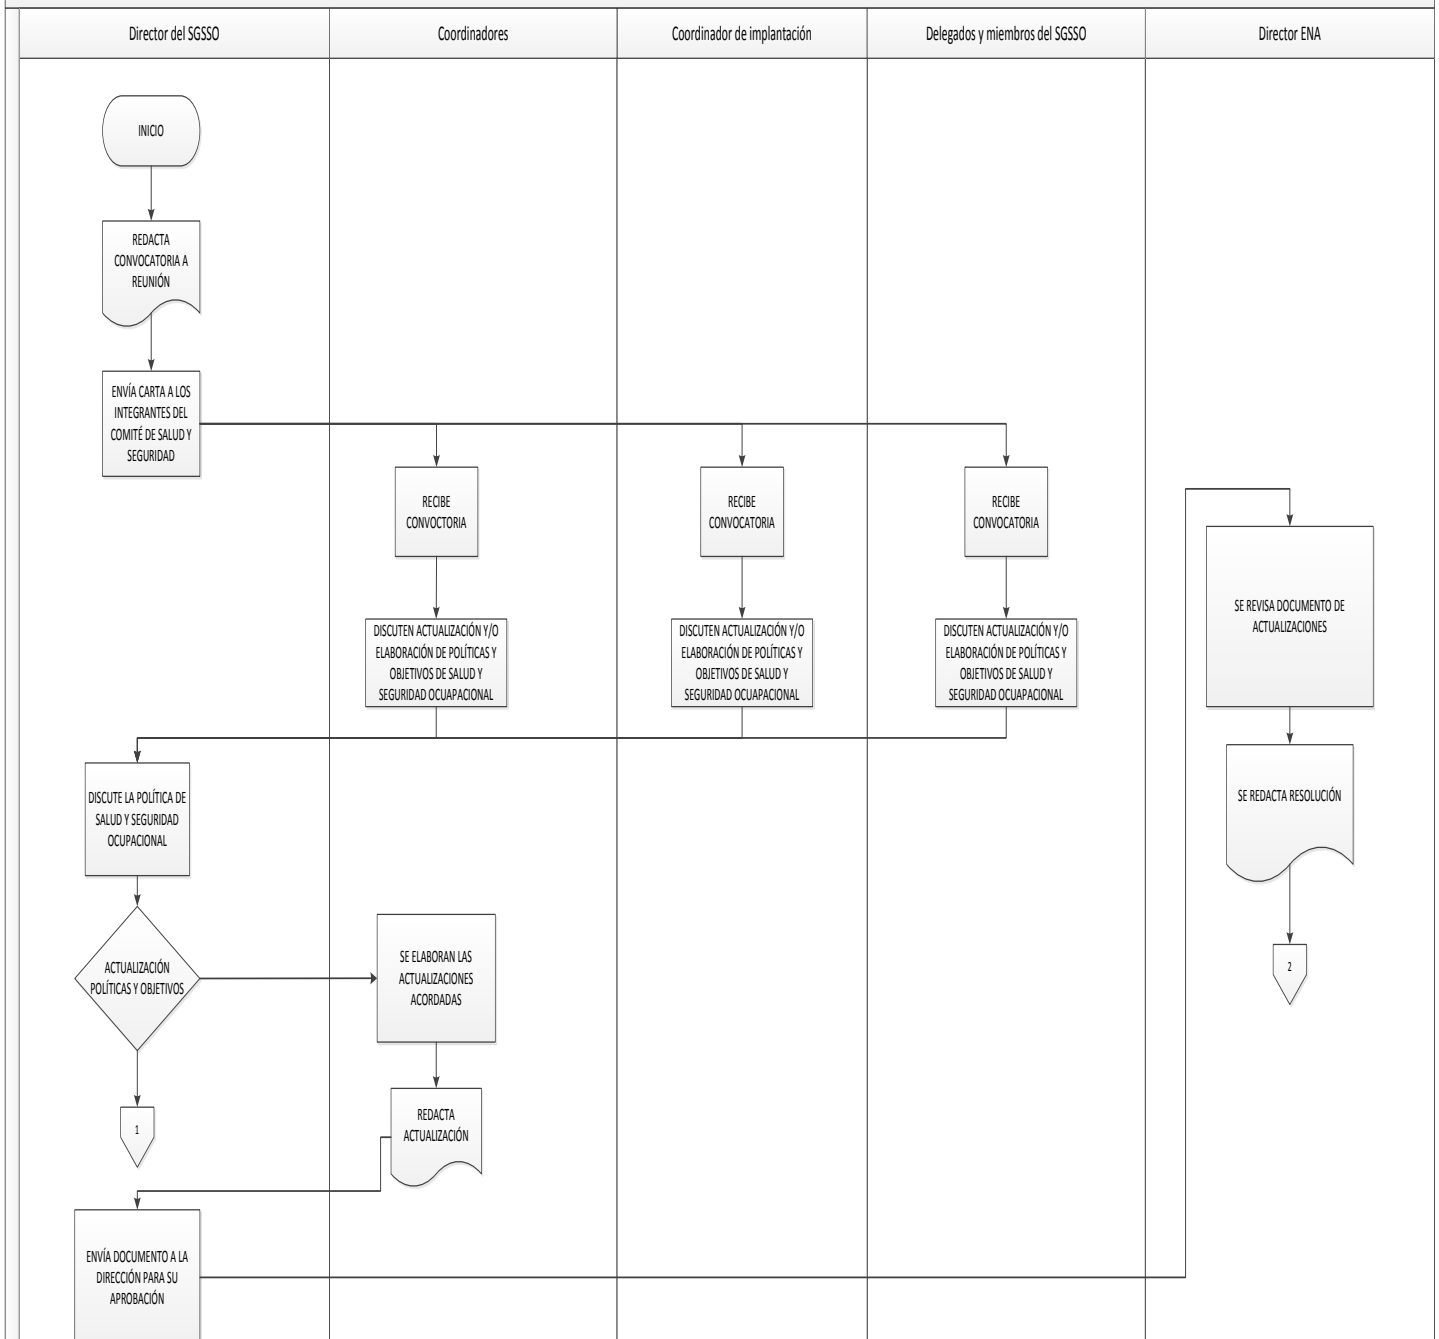 Director del SGSSO
Coordinadores
Coordinador de implantación
Delegados y miembros del SGSSO
Director ENA
INICIO
REDACTA
CONVOCATORIA A
REUNIÓN
ENVÍA CARTA A LOS
INTEGRANTES DEL
COMITÉ DE SALUD Y
SEGURIDAD
RECIBE
CONVOCTORIA
RECIBE
CONVOCATORIA
RECIBE
CONVOCATORIA
DISCUTEN ACTUALIZACIÓN Y/O
ELABORACIÓN DE POLÍTICAS Y
OBJETIVOS DE SALUD Y
SEGURIDAD OCUAPACIONAL
DISCUTEN ACTUALIZACIÓN Y/O
ELABORACIÓN DE POLÍTICAS Y
OBJETIVOS DE SALUD Y
SEGURIDAD OCUAPACIONAL
DISCUTEN ACTUALIZACIÓN Y/O
ELABORACIÓN DE POLÍTICAS Y
OBJETIVOS DE SALUD Y
SEGURIDAD OCUAPACIONAL
DISCUTE LA POLÍTICA DE
SALUD Y SEGURIDAD
OCUPACIONAL
ACTUALIZACIÓN
POLÍTICAS Y OBJETIVOS
1
SE ELABORAN LAS
ACTUALIZACIONES
ACORDADAS
REDACTA
ACTUALIZACIÓN
ENVÍA DOCUMENTO A LA
DIRECCIÓN PARA SU
APROBACIÓN
SE REVISA DOCUMENTO DE
ACTUALIZACIONES
SE REDACTA RESOLUCIÓN
2